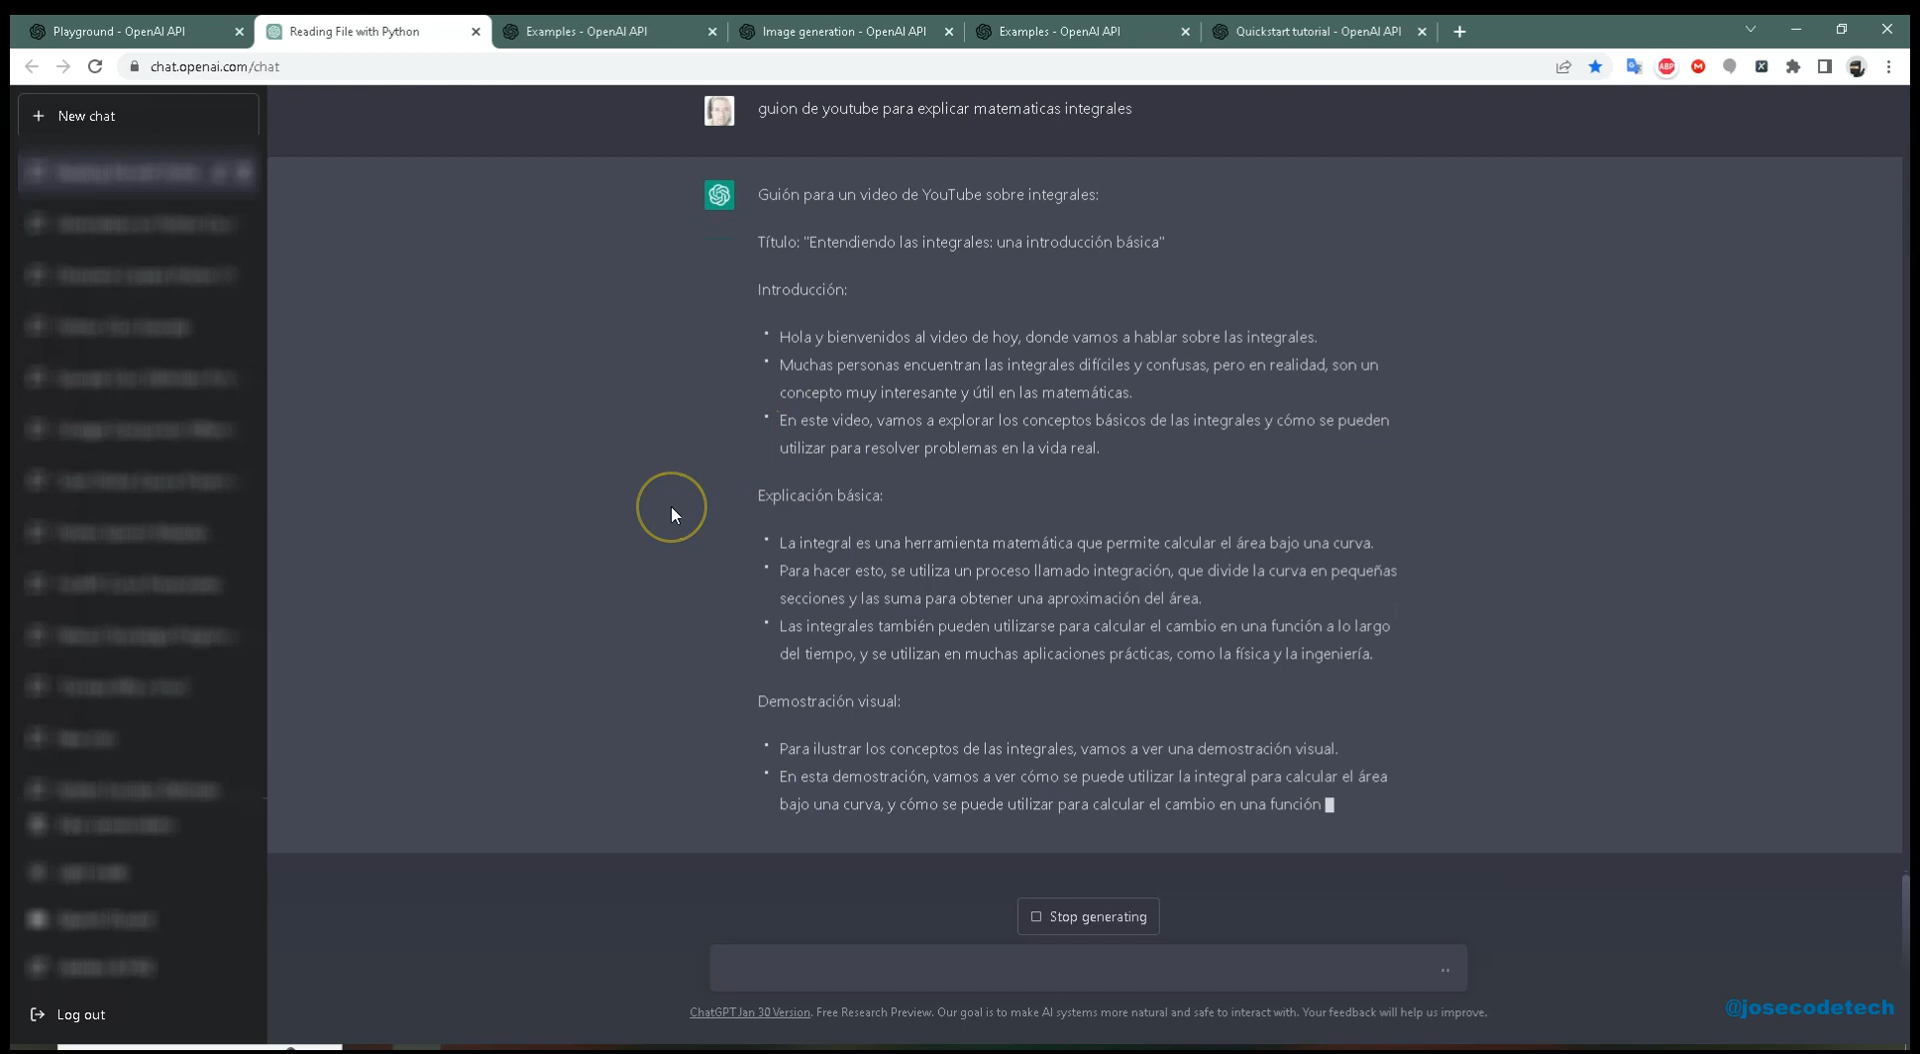 Playground - OpenAI API
Reading File with Python
Examples - OpenAI API
Image generation - OpenAI API
Examples - OpenAI API
Quickstart tutorial - OpenAI API
chat.openai.com/chat
ABP
M
X
New chat
guion de youtube para explicar matematicas integrales
Guión para un video de YouTube sobre integrales:
Título: "Entendiendo las integrales: una introducción básica"
Introducción:
• Hola y bienvenidos al video de hoy, donde vamos a hablar sobre las integrales.
• Muchas personas encuentran las integrales difíciles y confusas, pero en realidad, son un
concepto muy interesante y útil en las matemáticas.
• En este video, vamos a explorar los conceptos básicos de las integrales y cómo se pueden
utilizar para resolver problemas en la vida real.
Explicación básica:
• La integral es una herramienta matemática que permite calcular el área bajo una curva.
• Para hacer esto, se utiliza un proceso llamado integración, que divide la curva en pequeñas
secciones y las suma para obtener una aproximación del área.
• Las integrales también pueden utilizarse para calcular el cambio en una función a lo largo
del tiempo, y se utilizan en muchas aplicaciones prácticas, como la física y la ingeniería.
Demostración visual:
• Para ilustrar los conceptos de las integrales, vamos a ver una demostración visual.
• En esta demostración, vamos a ver cómo se puede utilizar la integral para calcular el área
bajo una curva, y cómo se puede utilizar para calcular el cambio en una función
Stop generating
ChatGPT Jan 30 Version. Free Research Preview. Our goal is to make AI systems more natural and safe to interact with. Your feedback will help us improve.
Log out
@josecodetech